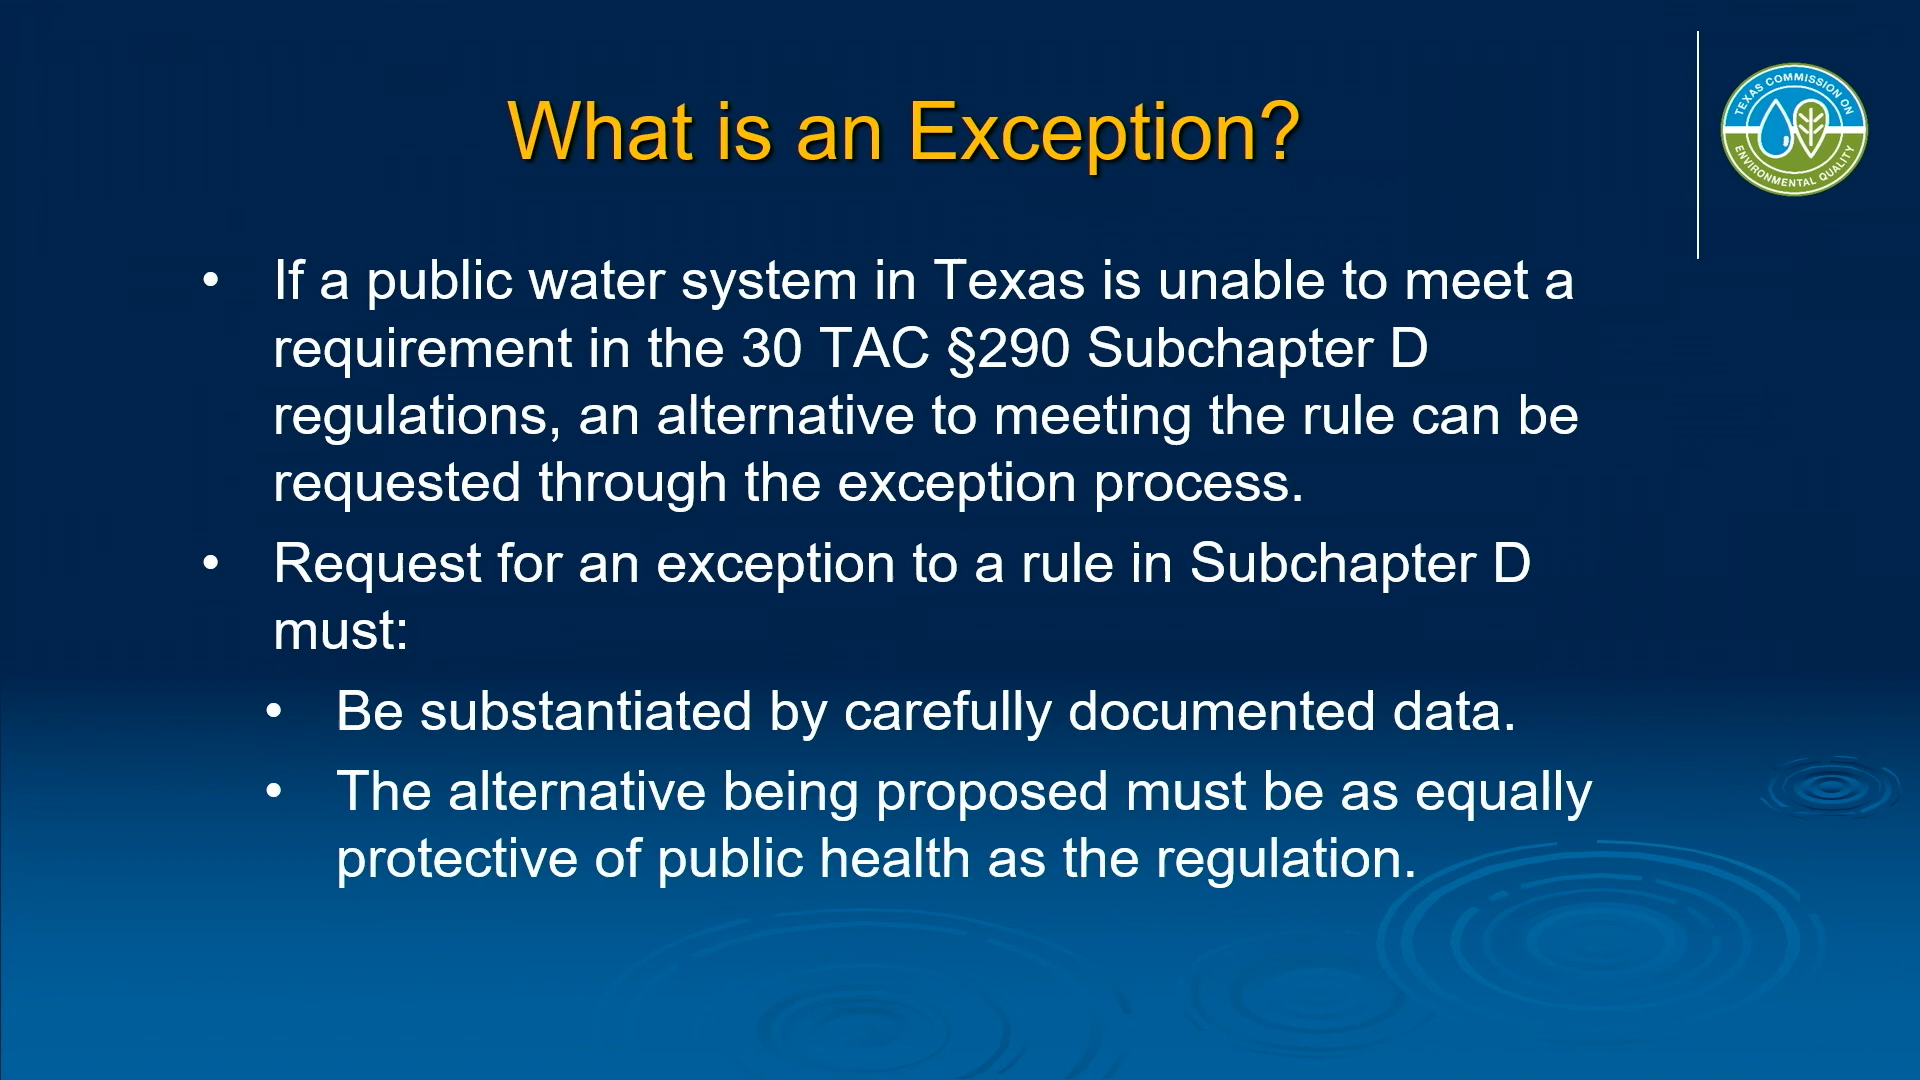 What is an Exception?
TEXAS COMMISSION ON
ENVIRONMENTAL QUALITY
• If a public water system in Texas is unable to meet a
requirement in the 30 TAC §290 Subchapter D
regulations, an alternative to meeting the rule can be
requested through the exception process.
• Request for an exception to a rule in Subchapter D
must:
• Be substantiated by carefully documented data.
• The alternative being proposed must be as equally
protective of public health as the regulation.